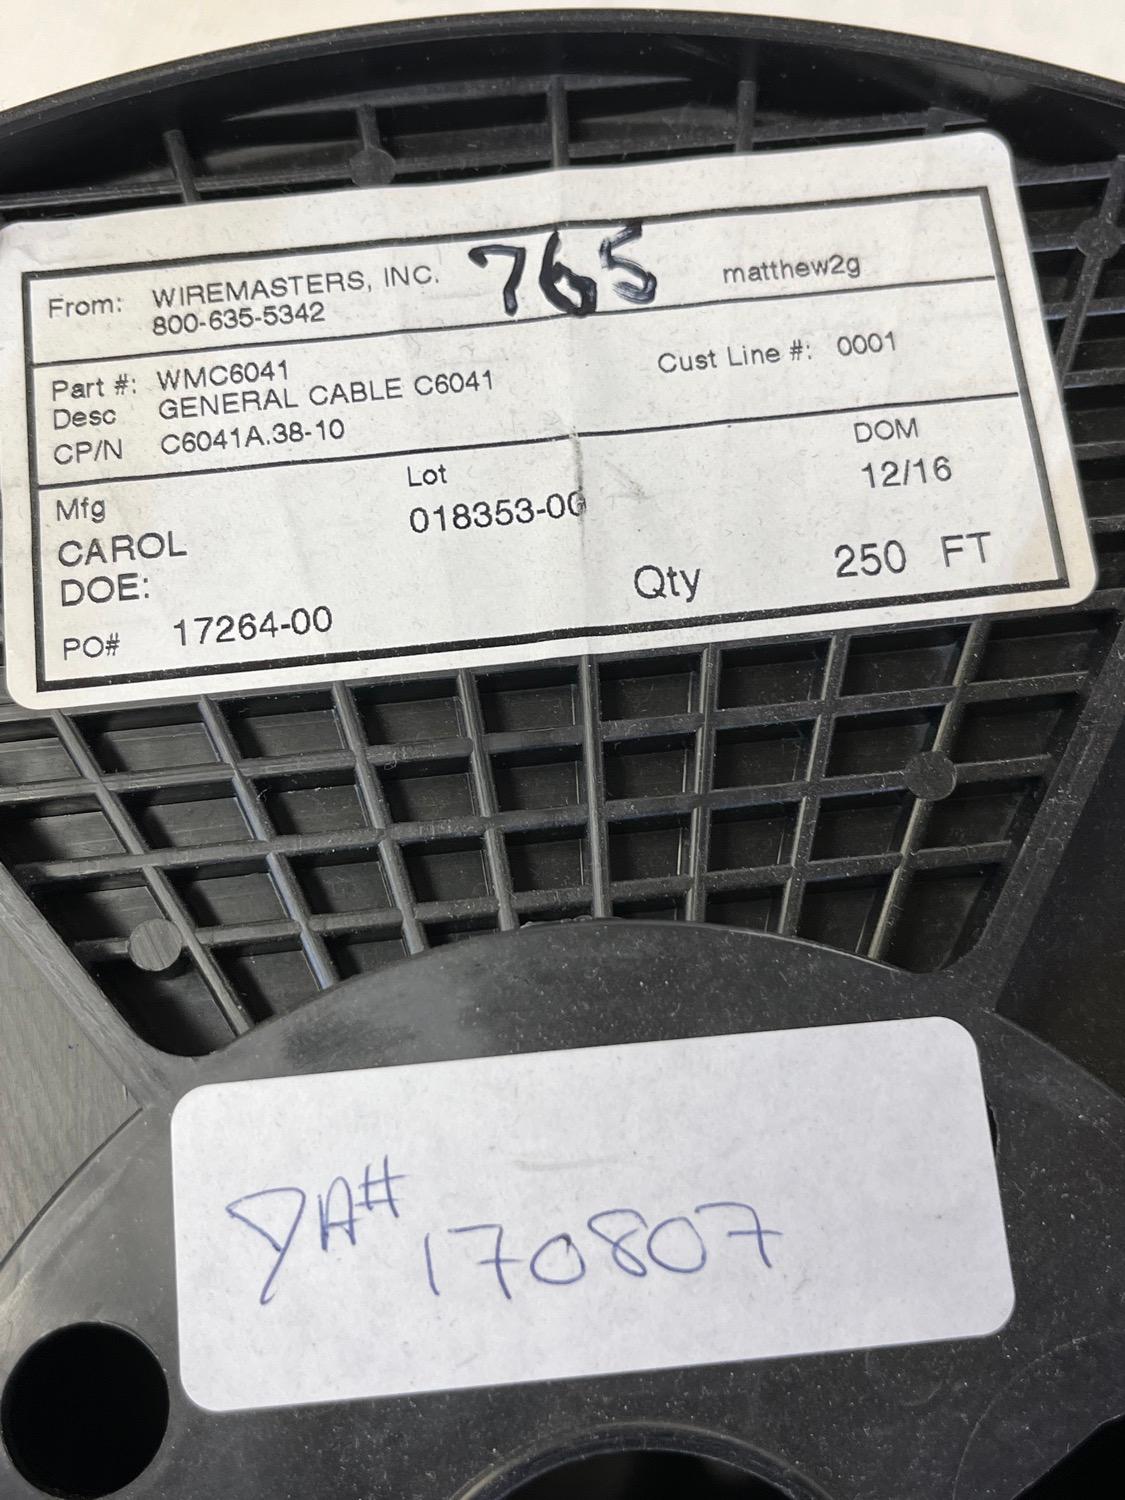 765
From: WIREMASTERS, INC. matthew2g
800-635-5342
Part #: WMC6041 Cust Line #: 0001
Desc GENERAL CABLE C6041
CP/N C6041A.38-10
Mfg Lot DOM
CAROL 018353-00 12/16
DOE: Qty 250 FT
PO# 17264-00
PA#
170807